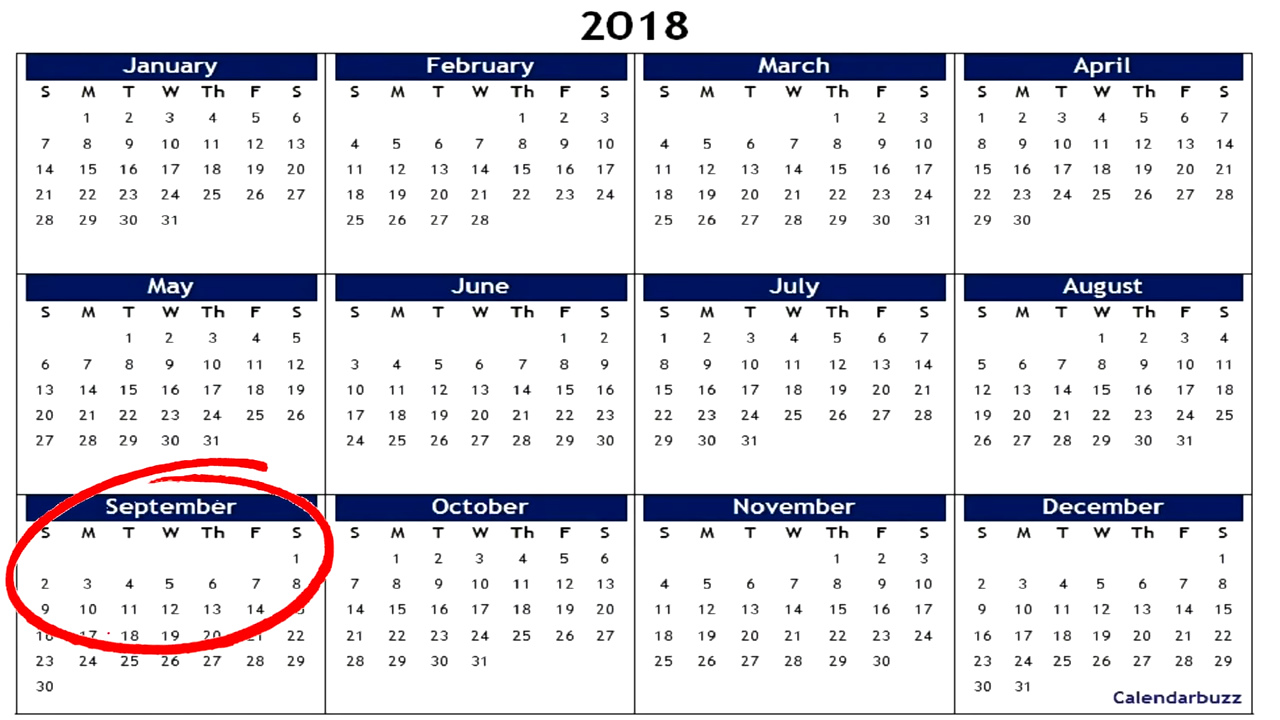 2018
January February March April
S M T W Th F S S M T W Th F S S M T W Th F S S M T W Th F S
1 2 3 4 5 6 1 2 3 1 2 3 1 2 3 4 5 6 7
7 8 9 10 11 12 13 4 5 6 7 8 9 10 4 5 6 7 8 9 10 8 9 10 11 12 13 14
14 15 16 17 18 19 20 11 12 13 14 15 16 17 11 12 13 14 15 16 17 15 16 17 18 19 20 21
21 22 23 24 25 26 27 18 19 20 21 22 23 24 18 19 20 21 22 23 24 22 23 24 25 26 27 28
28 29 30 31 25 26 27 28 25 26 27 28 29 30 31 29 30
May June July August
S M T W Th F S S M T W Th F S S M T W Th F S S M T W Th F S
1 2 3 4 5 1 2 1 2 3 4 5 6 7 1 2 3 4
6 7 8 9 10 11 12 3 4 5 6 7 8 9 8 9 10 11 12 13 14 5 6 7 8 9 10 11
13 14 15 16 17 18 19 10 11 12 13 14 15 16 15 16 17 18 19 20 21 12 13 14 15 16 17 18
20 21 22 23 24 25 26 17 18 19 20 21 22 23 22 23 24 25 26 27 28 19 20 21 22 23 24 25
27 28 29 30 31 24 25 26 27 28 29 30 29 30 31 26 27 28 29 30 31
September October November December
S M T W Th F S S M T W Th F S S M T W Th F S S M T W Th F S
1 1 2 3 4 5 6 1 2 3 1
2 3 4 5 6 7 8 7 8 9 10 11 12 13 4 5 6 7 8 9 10 2 3 4 5 6 7 8
9 10 11 12 13 14 14 15 16 17 18 19 20 11 12 13 14 15 16 17 9 10 11 12 13 14 15
16 17 18 19 20 21 22 21 22 23 24 25 26 27 18 19 20 21 22 23 24 16 17 18 19 20 21 22
23 24 25 26 27 28 29 28 29 30 31 25 26 27 28 29 30 23 24 25 26 27 28 29
30 30 31
Calendarbuzz